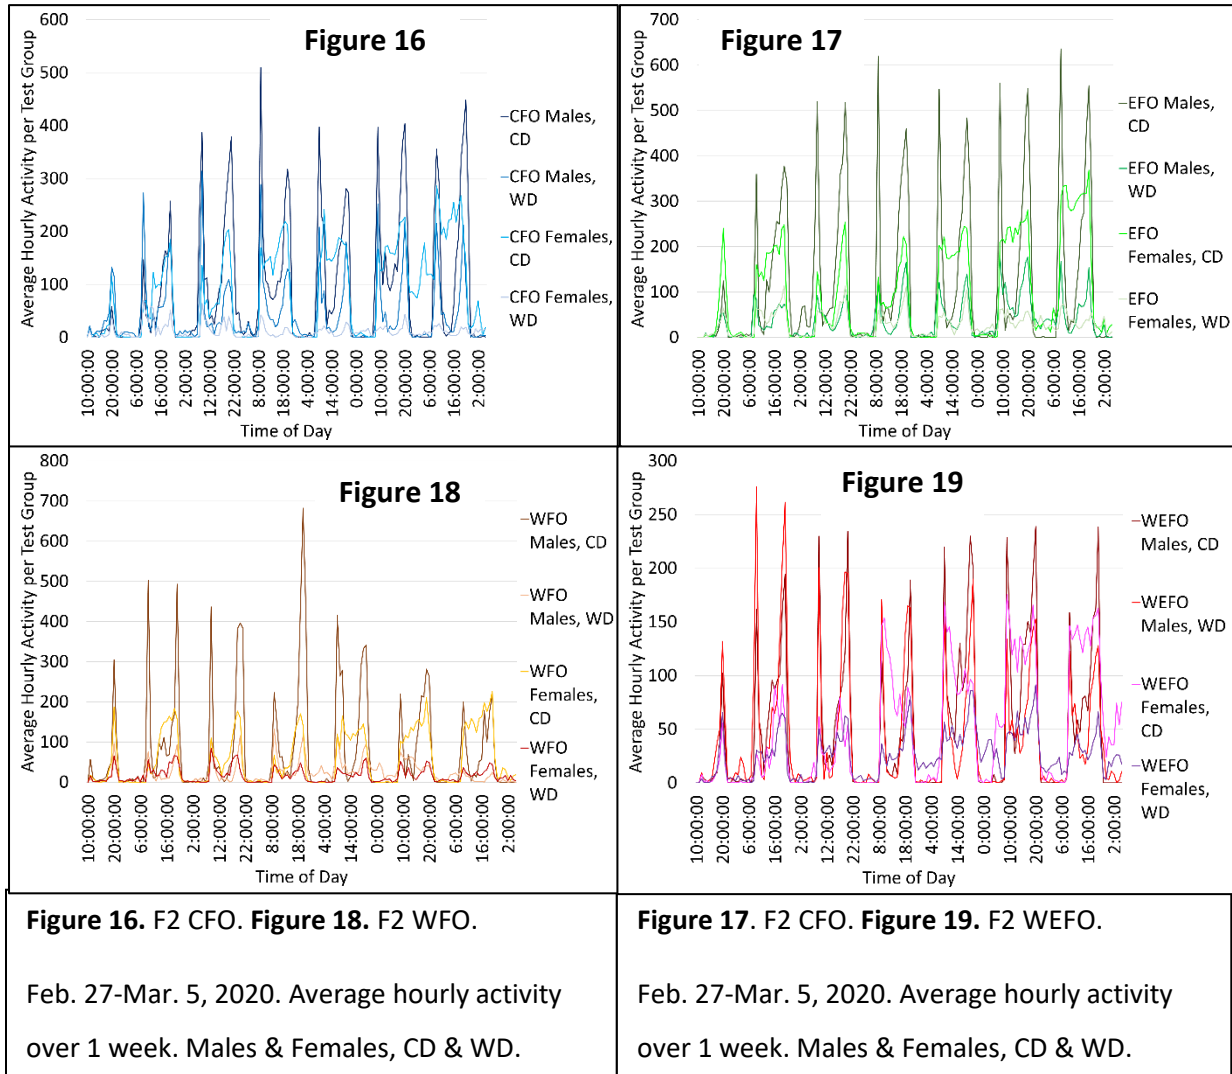 Figure 16
Average Hourly Activity per Test Group
600
500
400
300
200
100
0
10:00:00
20:00:00
6:00:00
16:00:00
2:00:00
12:00:00
22:00:00
8:00:00
18:00:00
4:00:00
14:00:00
0:00:00
10:00:00
20:00:00
6:00:00
16:00:00
2:00:00
Time of Day
CFO Males,
CD
CFO Males,
WD
CFO Females,
CD
CFO Females,
WD
Figure 17
Average Hourly Activity per Test Group
700
600
500
400
300
200
100
0
10:00:00
20:00:00
6:00:00
16:00:00
2:00:00
12:00:00
22:00:00
8:00:00
18:00:00
4:00:00
14:00:00
0:00:00
10:00:00
20:00:00
6:00:00
16:00:00
2:00:00
Time of Day
EFO Males,
CD
EFO Males,
WD
EFO
Females, CD
EFO
Females, WD
Figure 18
Average Hourly Activity per Test Group
800
700
600
500
400
300
200
100
0
10:00:00
20:00:00
6:00:00
16:00:00
2:00:00
12:00:00
22:00:00
8:00:00
18:00:00
4:00:00
14:00:00
0:00:00
10:00:00
20:00:00
6:00:00
16:00:00
2:00:00
Time of Day
WFO
Males, CD
WFO
Males, WD
WFO
Females,
CD
WFO
Females,
WD
Figure 19
Average Hourly Activity per Test Group
300
250
200
150
100
50
0
10:00:00
20:00:00
6:00:00
16:00:00
2:00:00
12:00:00
22:00:00
8:00:00
18:00:00
4:00:00
14:00:00
0:00:00
10:00:00
20:00:00
6:00:00
16:00:00
2:00:00
Time of Day
WEFO
Males, CD
WEFO
Males, WD
WEFO
Females,
CD
WEFO
Females,
WD
Figure 16. F2 CFO. Figure 18. F2 WFO.
Feb. 27-Mar. 5, 2020. Average hourly activity
over 1 week. Males & Females, CD & WD.
Figure 17. F2 CFO. Figure 19. F2 WEFO.
Feb. 27-Mar. 5, 2020. Average hourly activity
over 1 week. Males & Females, CD & WD.